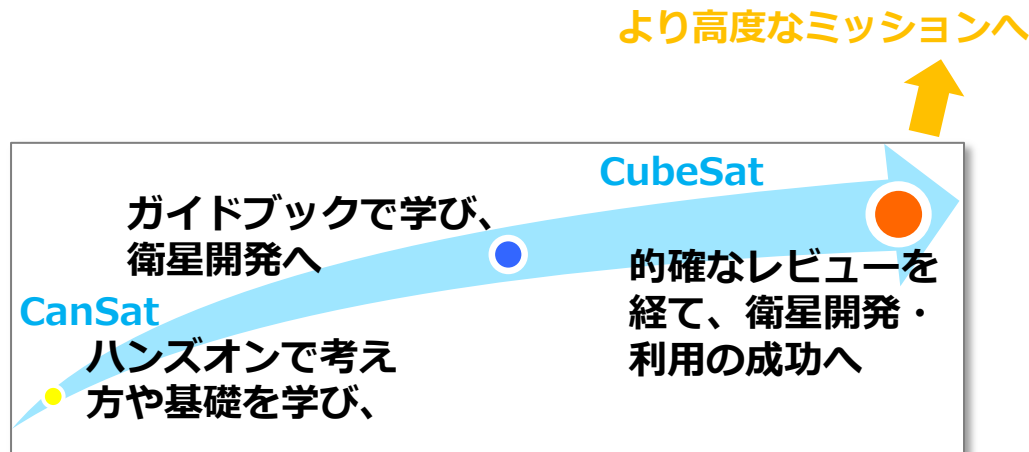 より高度なミッションへ
CubeSat
ガイドブックで学び、
衛星開発へ
的確なレビューを
経て、衛星開発・
利用の成功へ
CanSat
ハンズオンで考え
方や基礎を学び、